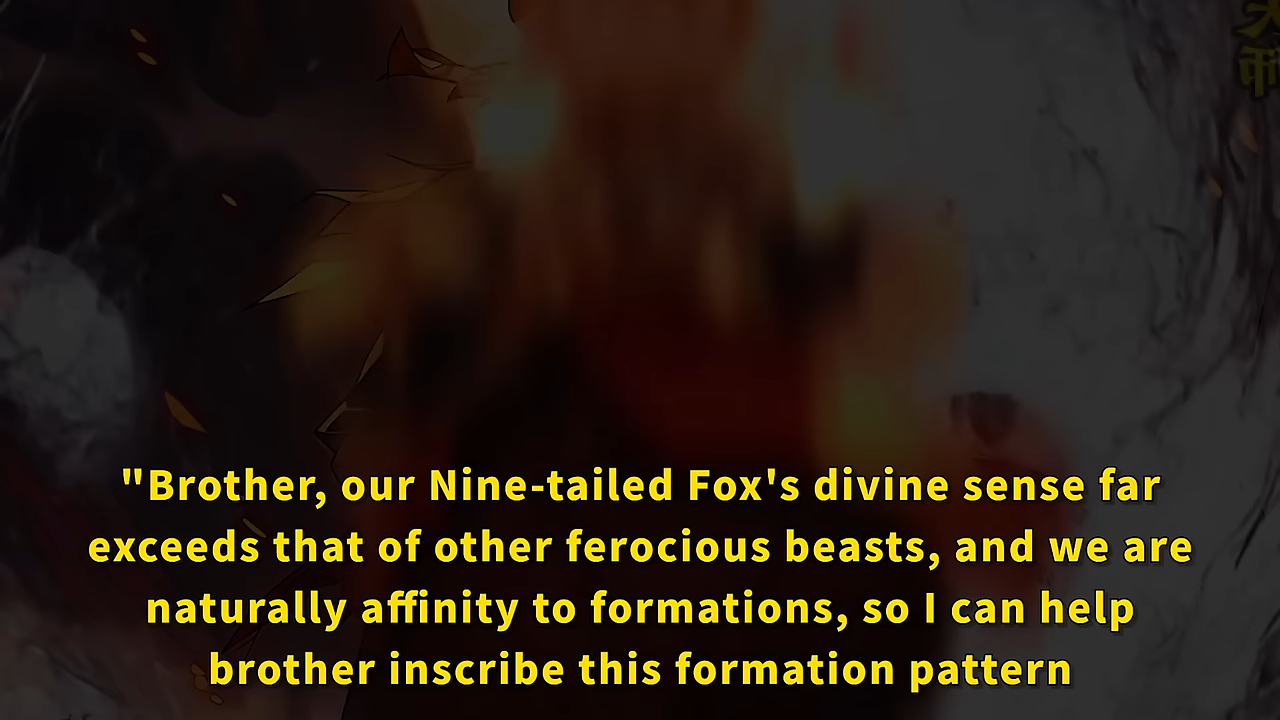 "Brother, our Nine-tailed Fox's divine sense far
exceeds that of other ferocious beasts, and we are
naturally affinity to formations, so I can help
brother inscribe this formation pattern